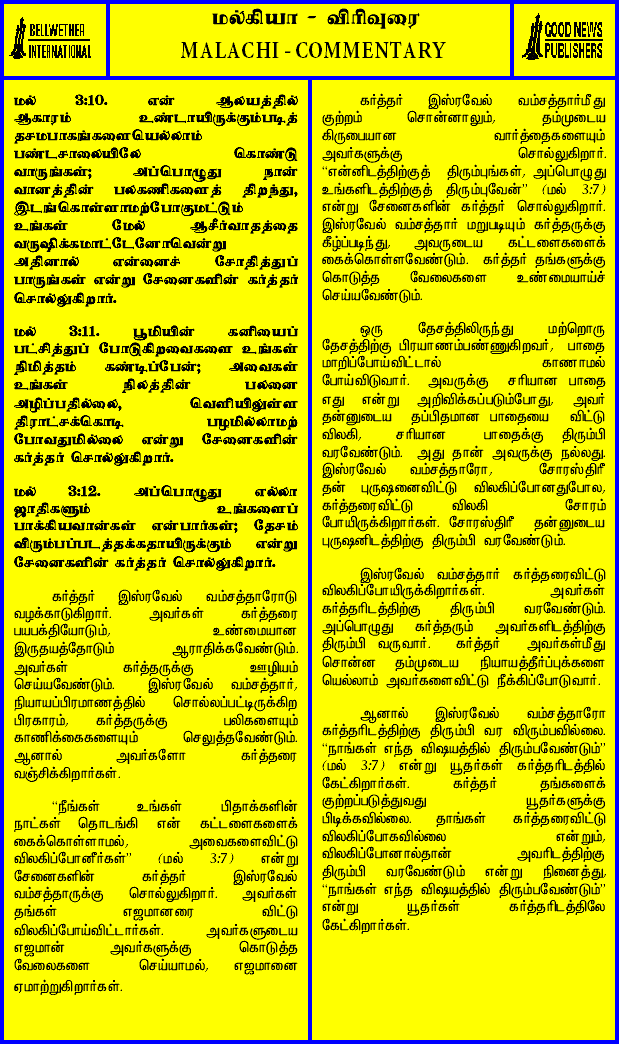 BELLWETHER
INTERNATIONAL
மல்கியா - விரிவுரை
MALACHI - COMMENTARY
GOOD NEWS
PUBLISHERS
மல் 3:10. என் ஆலயத்தில்
ஆகாரம் உண்டாயிருக்கும்படித்
தசமபாகங்களையெல்லாம்
பண்டசாலையிலே கொண்டு
வாருங்கள்; அப்பொழுது நான்
வானத்தின் பலகணிகளைத் திறந்து,
இடங்கொள்ளாமற்போகுமட்டும்
உங்கள் மேல் ஆசீர்வாதத்தை
வருஷிக்கமாட்டேனோவென்று
அதினால் என்னைச் சோதித்துப்
பாருங்கள் என்று சேனைகளின் கர்த்தர்
சொல்லுகிறார்.
மல் 3:11. பூமியின் கனியைப்
பட்சித்துப் போடுகிறவைகளை உங்கள்
நிமித்தம் கண்டிப்பேன்; அவைகள்
உங்கள் நிலத்தின் பலனை
அழிப்பதில்லை, வெளியிலுள்ள
திராட்சக்கொடி பழமில்லாமற்
போவதுமில்லை என்று சேனைகளின்
கர்த்தர் சொல்லுகிறார்.
மல் 3:12. அப்பொழுது எல்லா
ஜாதிகளும் உங்களைப்
பாக்கியவான்கள் என்பார்கள்; தேசம்
விரும்பப்படத்தக்கதாயிருக்கும் என்று
சேனைகளின் கர்த்தர் சொல்லுகிறார்.
கர்த்தர் இஸ்ரவேல் வம்சத்தாரோடு
வழக்காடுகிறார். அவர்கள் கர்த்தரை
பயபக்தியோடும், உண்மையான
இருதயத்தோடும் ஆராதிக்கவேண்டும்.
அவர்கள் கர்த்தருக்கு ஊழியம்
செய்யவேண்டும். இஸ்ரவேல் வம்சத்தார்,
நியாயப்பிரமாணத்தில் சொல்லப்பட்டிருக்கிற
பிரகாரம், கர்த்தருக்கு பலிகளையும்
காணிக்கைகளையும் செலுத்தவேண்டும்.
ஆனால் அவர்களோ கர்த்தரை
வஞ்சிக்கிறார்கள்.
"நீங்கள் உங்கள் பிதாக்களின்
நாட்கள் தொடங்கி என் கட்டளைகளைக்
கைக்கொள்ளாமல், அவைகளைவிட்டு
விலகிப்போனீர்கள்" (மல் 3:7) என்று
சேனைகளின் கர்த்தர் இஸ்ரவேல்
வம்சத்தாருக்கு சொல்லுகிறார். அவர்கள்
தங்கள் எஜமானரை விட்டு
விலகிப்போய்விட்டார்கள். அவர்களுடைய
எஜமான் அவர்களுக்கு கொடுத்த
வேலைகளை செய்யாமல், எஜமானை
ஏமாற்றுகிறார்கள்.
கர்த்தர் இஸ்ரவேல் வம்சத்தார்மீது
குற்றம் சொன்னாலும், தம்முடைய
கிருபையான வார்த்தைகளையும்
அவர்களுக்கு சொல்லுகிறார்.
"என்னிடத்திற்குத் திரும்புங்கள், அப்பொழுது
உங்களிடத்திற்குத் திரும்புவேன்" (மல் 3:7)
என்று சேனைகளின் கர்த்தர் சொல்லுகிறார்.
இஸ்ரவேல் வம்சத்தார் மறுபடியும் கர்த்தருக்கு
கீழ்ப்படிந்து, அவருடைய கட்டளைகளைக்
கைக்கொள்ளவேண்டும். கர்த்தர் தங்களுக்கு
கொடுத்த வேலைகளை உண்மையாய்ச்
செய்யவேண்டும்.
ஒரு தேசத்திலிருந்து மற்றொரு
தேசத்திற்கு பிரயாணம்பண்ணுகிறவர், பாதை
மாறிப்போய்விட்டால் காணாமல்
போய்விடுவார். அவருக்கு சரியான பாதை
எது என்று அறிவிக்கப்படும்போது, அவர்
தன்னுடைய தப்பிதமான பாதையை விட்டு
விலகி, சரியான பாதைக்கு திரும்பி
வரவேண்டும். அது தான் அவருக்கு நல்லது.
இஸ்ரவேல் வம்சத்தாரோ, சோரஸ்திரீ
தன் புருஷனைவிட்டு விலகிப்போனதுபோல,
கர்த்தரைவிட்டு விலகி சோரம்
போயிருக்கிறார்கள். சோரஸ்திரீ தன்னுடைய
புருஷனிடத்திற்கு திரும்பி வரவேண்டும்.
இஸ்ரவேல் வம்சத்தார் கர்த்தரைவிட்டு
விலகிப்போயிருக்கிறார்கள். அவர்கள்
கர்த்தரிடத்திற்கு திரும்பி வரவேண்டும்.
அப்பொழுது கர்த்தரும் அவர்களிடத்திற்கு
திரும்பி வருவார். கர்த்தர் அவர்கள்மீது
சொன்ன தம்முடைய நியாயத்தீர்ப்புக்களை
யெல்லாம் அவர்களைவிட்டு நீக்கிப்போடுவார்.
ஆனால் இஸ்ரவேல் வம்சத்தாரோ
கர்த்தரிடத்திற்கு திரும்பி வர விரும்பவில்லை.
"நாங்கள் எந்த விஷயத்தில் திரும்பவேண்டும்"
(மல் 3:7) என்று யூதர்கள் கர்த்தரிடத்தில்
கேட்கிறார்கள். கர்த்தர் தங்களைக்
குற்றப்படுத்துவது யூதர்களுக்கு
பிடிக்கவில்லை. தாங்கள் கர்த்தரைவிட்டு
விலகிப்போகவில்லை என்றும்,
விலகிப்போனால்தான் அவரிடத்திற்கு
திரும்பி வரவேண்டும் என்று நினைத்து,
"நாங்கள் எந்த விஷயத்தில் திரும்பவேண்டும்"
என்று யூதர்கள் கர்த்தரிடத்திலே
கேட்கிறார்கள்.